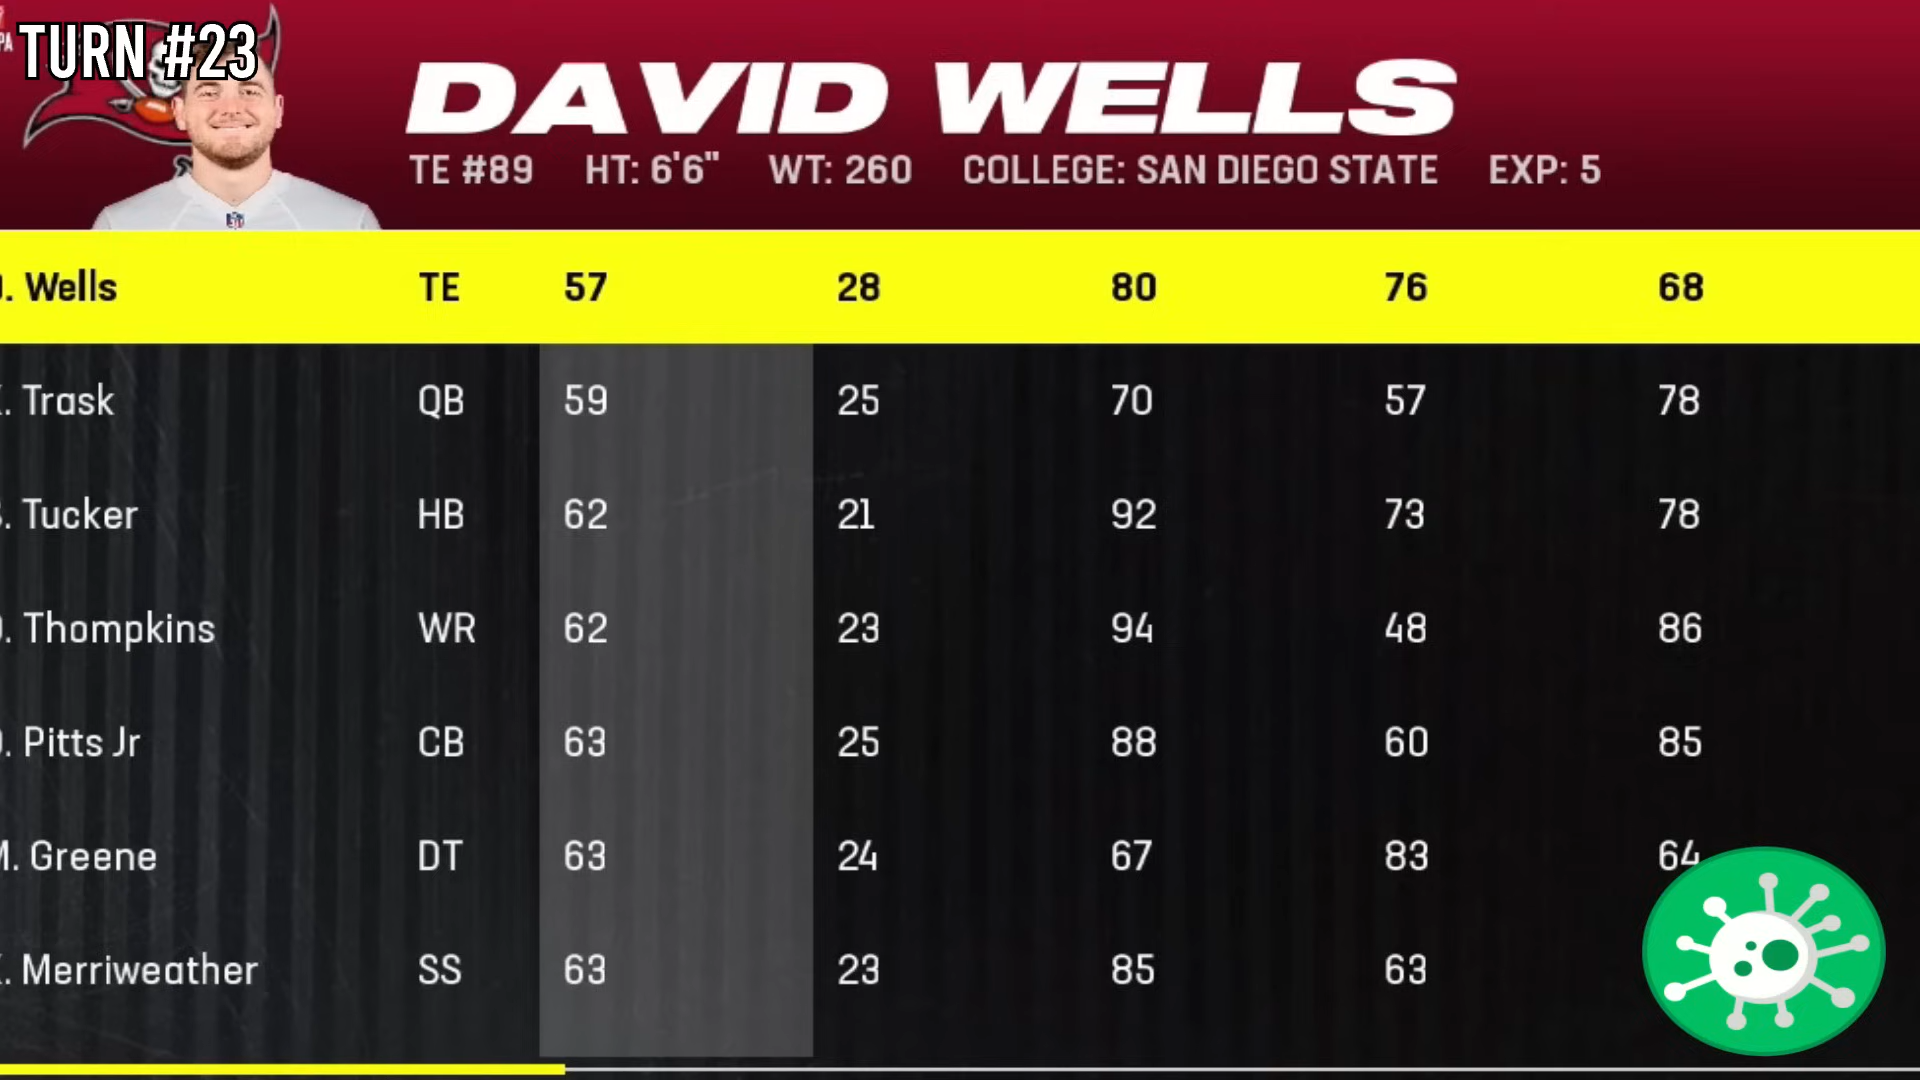 TURN #23
DAVID WELLS
TE #89 HT: 6'6" WT: 260 COLLEGE: SAN DIEGO STATE EXP: 5
. Wells TE 57 28 80 76 68
. Trask QB 59 25 70 57 78
. Tucker HB 62 21 92 73 78
. Thompkins WR 62 23 94 48 86
. Pitts Jr CB 63 25 88 60 85
M. Greene DT 63 24 67 83 64
. Merriweather SS 63 23 85 63